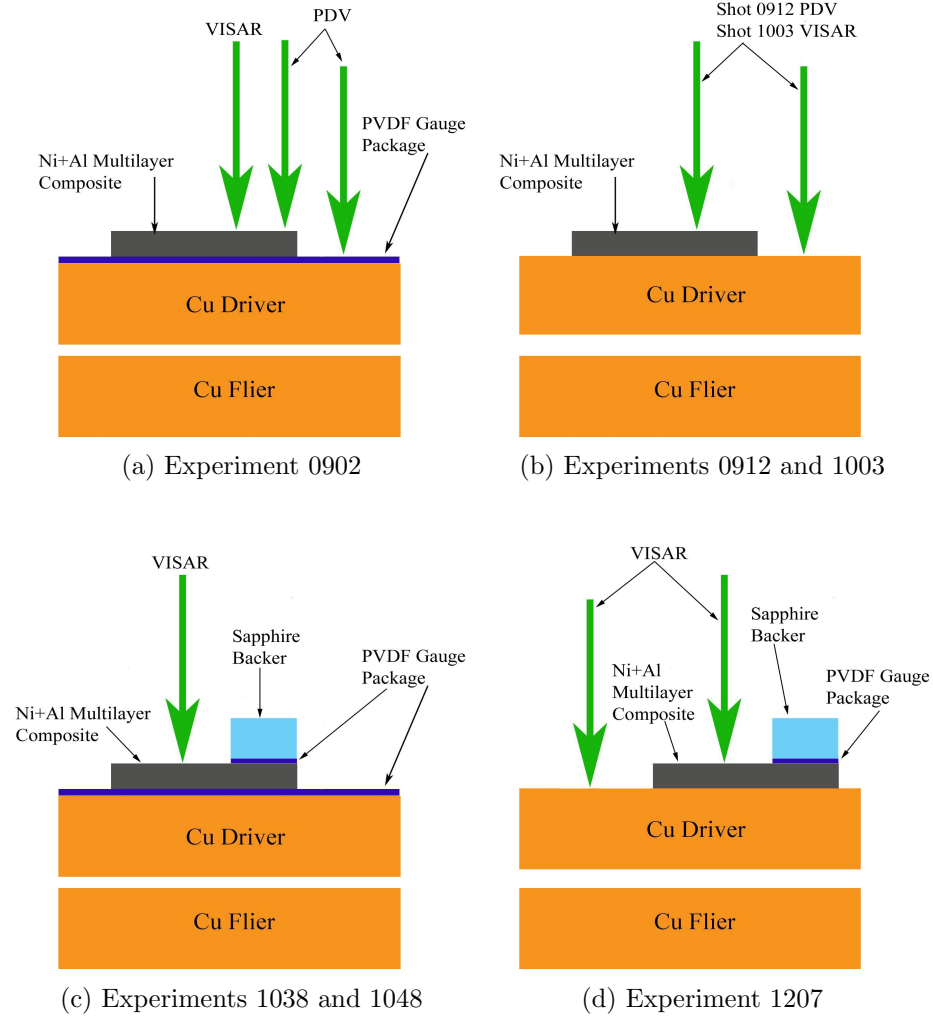 VISAR
PDV
PVDF Gauge
Package
Ni+Al Multilayer
Composite
Cu Driver
Cu Flier
(a) Experiment 0902
Shot 0912 PDV
Shot 1003 VISAR
Ni+Al Multilayer
Composite
Cu Driver
Cu Flier
(b) Experiments 0912 and 1003
VISAR
Sapphire
Backer
PVDF Gauge
Package
Ni+Al Multilayer
Composite
Cu Driver
Cu Flier
(c) Experiments 1038 and 1048
VISAR
Sapphire
Backer
Ni+Al
Multilayer
Composite
PVDF Gauge
Package
Cu Driver
Cu Flier
(d) Experiment 1207